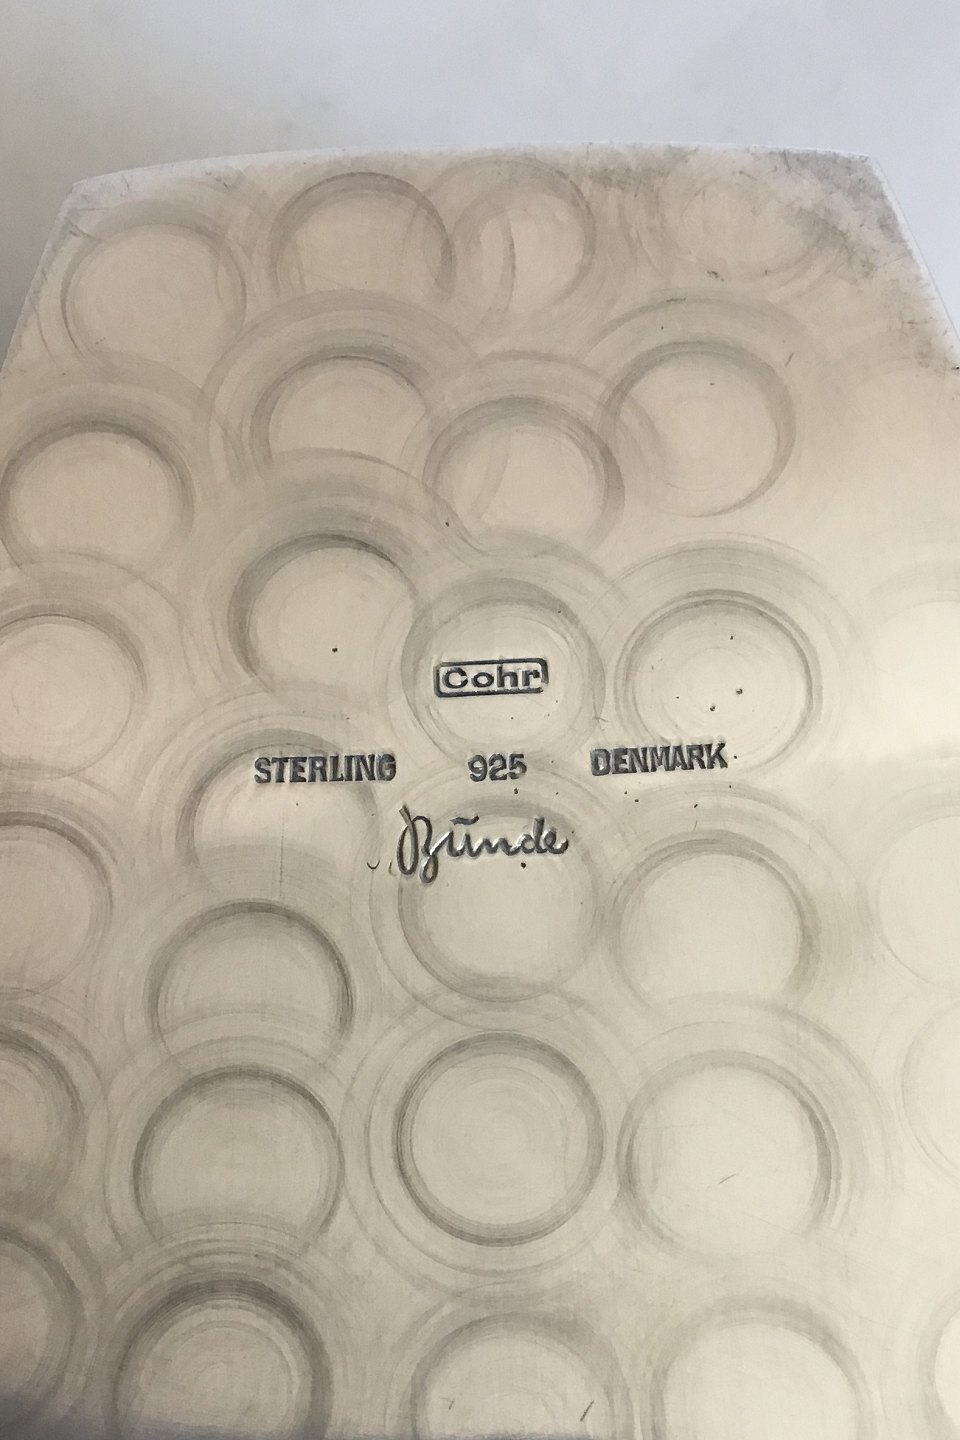 Cohr
STERLING 925 DENMARK
Bünde